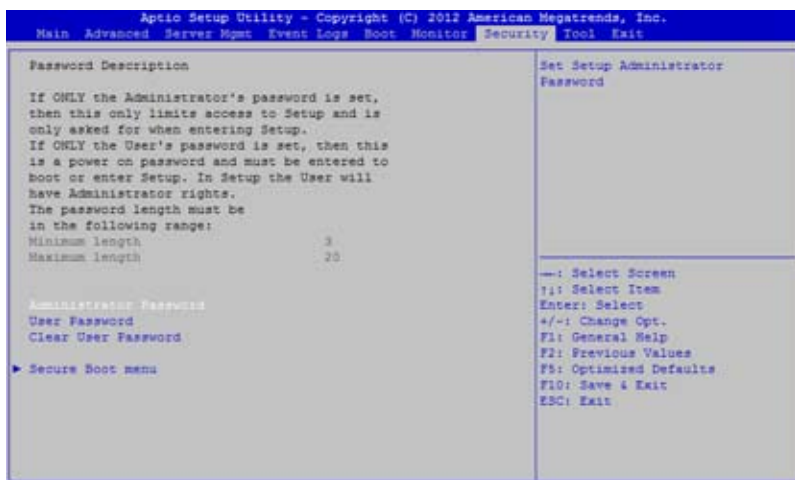 Aptio Setup Utility - Copyright (C) 2012 American Megatrends, Inc.
Main Advanced Server Mgmt Event Logs Boot Monitor Security Tool Exit
Password Description
If ONLY the Administrator's password is set,
then this only limits access to Setup and is
only asked for when entering Setup.
If ONLY the User's password is set, then this
is a power on password and must be entered to
boot or enter Setup. In Setup the User will
have Administrator rights.
The password length must be
in the following range:
Minimum length 3
Maximum length 20
Administrator Password
User Password
Clear User Password
Secure Boot menu
Set Setup Administrator
Password
: Select Screen
: Select Item
Enter: Select
+/-: Change Opt.
F1: General Help
F2: Previous Values
F5: Optimized Defaults
F10: Save & Exit
ESC: Exit